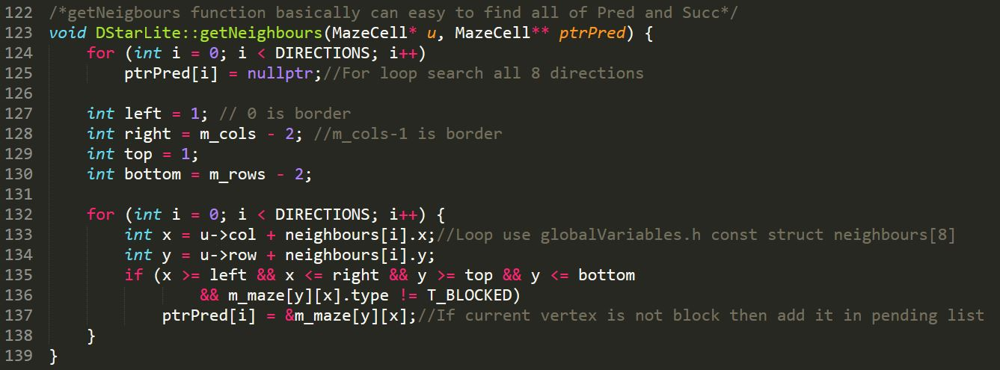 122 /*getNeigbours function basically can easy to find all of Pred and Succ*/
123 void DStarLite::getNeighbours(MazeCell* u, MazeCell** ptrPred) {
124     for (int i = 0; i < DIRECTIONS; i++)
125         ptrPred[i] = nullptr;//For loop search all 8 directions
126
127     int left = 1; // 0 is border
128     int right = m_cols - 2; //m_cols-1 is border
129     int top = 1;
130     int bottom = m_rows - 2;
131
132     for (int i = 0; i < DIRECTIONS; i++) {
133         int x = u->col + neighbours[i].x;//Loop use globalVariables.h const struct neighbours[8]
134         int y = u->row + neighbours[i].y;
135         if (x >= left && x <= right && y >= top && y <= bottom
136                 && m_maze[y][x].type != T_BLOCKED)
137             ptrPred[i] = &m_maze[y][x];//If current vertex is not block then add it in pending list
138     }
139 }